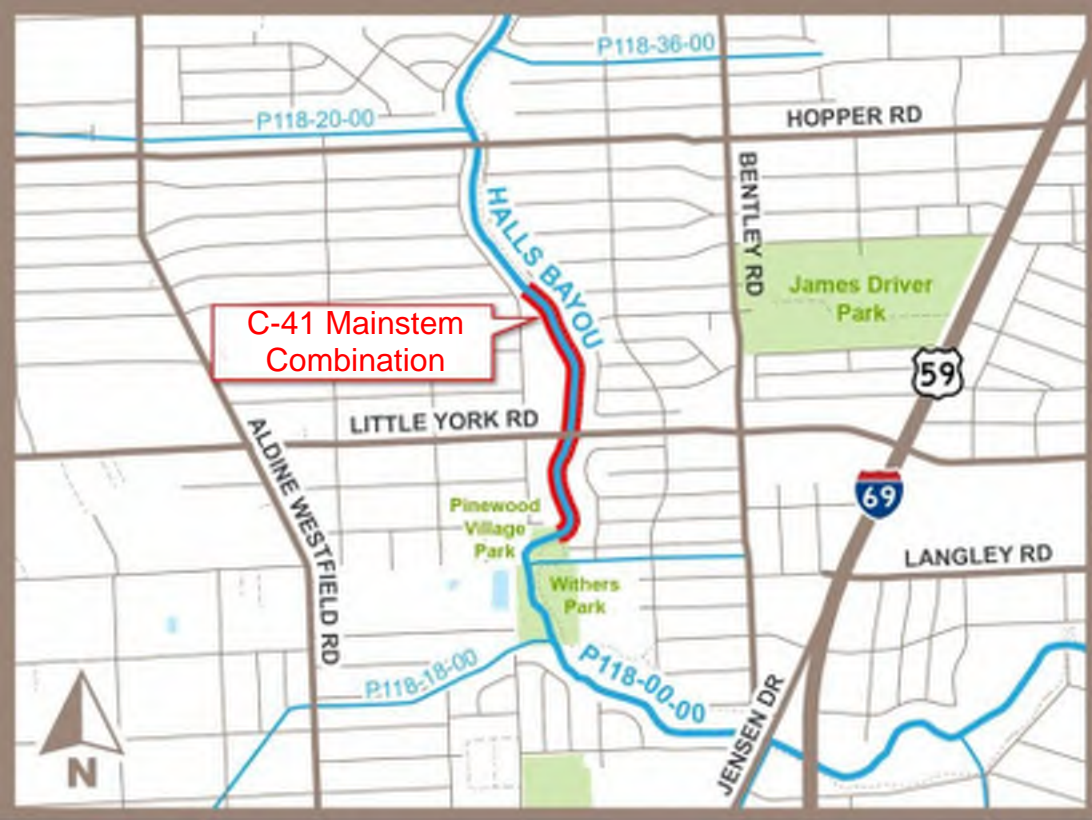 P118-36-00
P118-20-00
HOPPER RD
BENTLEY RD
HALLS BAYOU
James Driver
Park
C-41 Mainstem
Combination
59
LITTLE YORK RD
ALDINE WESTFIELD RD
69
Pinewood
Village
Park
LANGLEY RD
Withers
Park
P118-18-00
P118-00-00
JENSEN DR
N